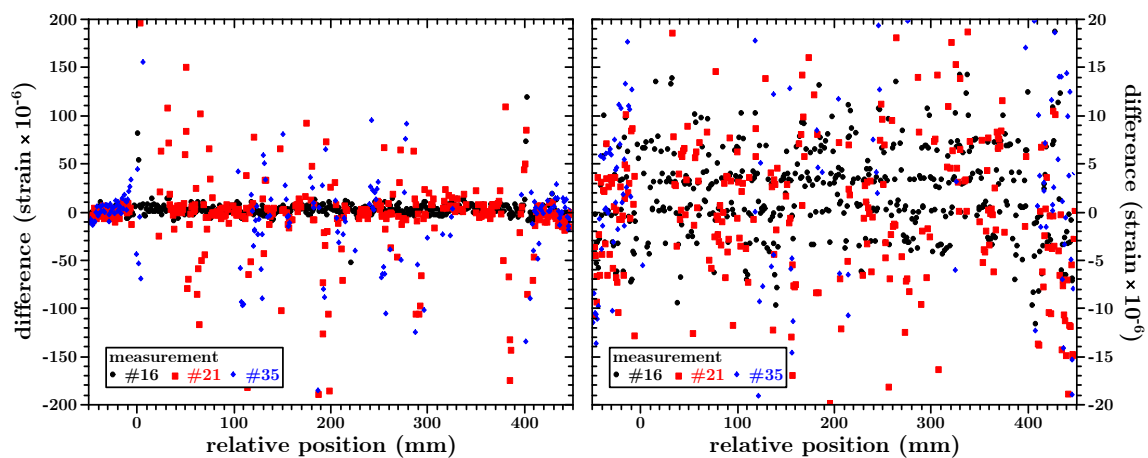 200
150
100
50
0
-50
-100
-150
-200
difference (strain × 10⁻⁶)
measurement
#16 #21 #35
0 100 200 300 400
relative position (mm)
20
15
10
5
0
-5
-10
-15
-20
difference (strain × 10⁻⁶)
measurement
#16 #21 #35
0 100 200 300 400
relative position (mm)